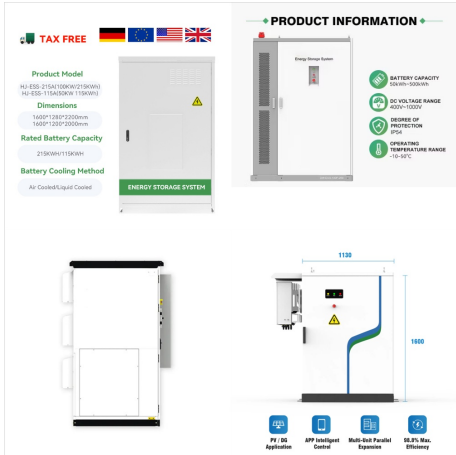 TAX FREE
Product Model
HJ-ESS-215A(100KW/215KWh)
HJ-ESS-115A(50KW 115KWh)
Dimensions
1600*1280*2200mm
1600*1200*2000mm
Rated Battery Capacity
215KWH/115KWH
Battery Cooling Method
Air Cooled/Liquid Cooled
ENERGY STORAGE SYSTEM
PRODUCT INFORMATION
Energy Storage System
BATTERY CAPACITY
50kWh~500kWh
DC VOLTAGE RANGE
400V~1000V
DEGREE OF
PROTECTION
IP54
OPERATING
TEMPERATURE RANGE
-10-50°C
1130
1600
PV / DG
Application
APP Intelligent
Control
Multi-Unit Parallel
Expansion
98.8% Max.
Efficiency